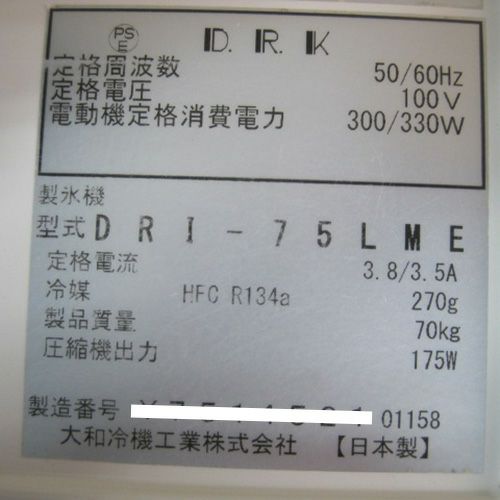 PS
E
D.R.K
定格周波数 50/60Hz
定格電圧 100V
電動機定格消費電力 300/330W
製氷機
型式 DRI-75LME
定格電流 3.8/3.5A
冷媒 HFC R134a 270g
製品質量 70kg
圧縮機出力 175W
製造番号 01158
大和冷機工業株式会社 【日本製】